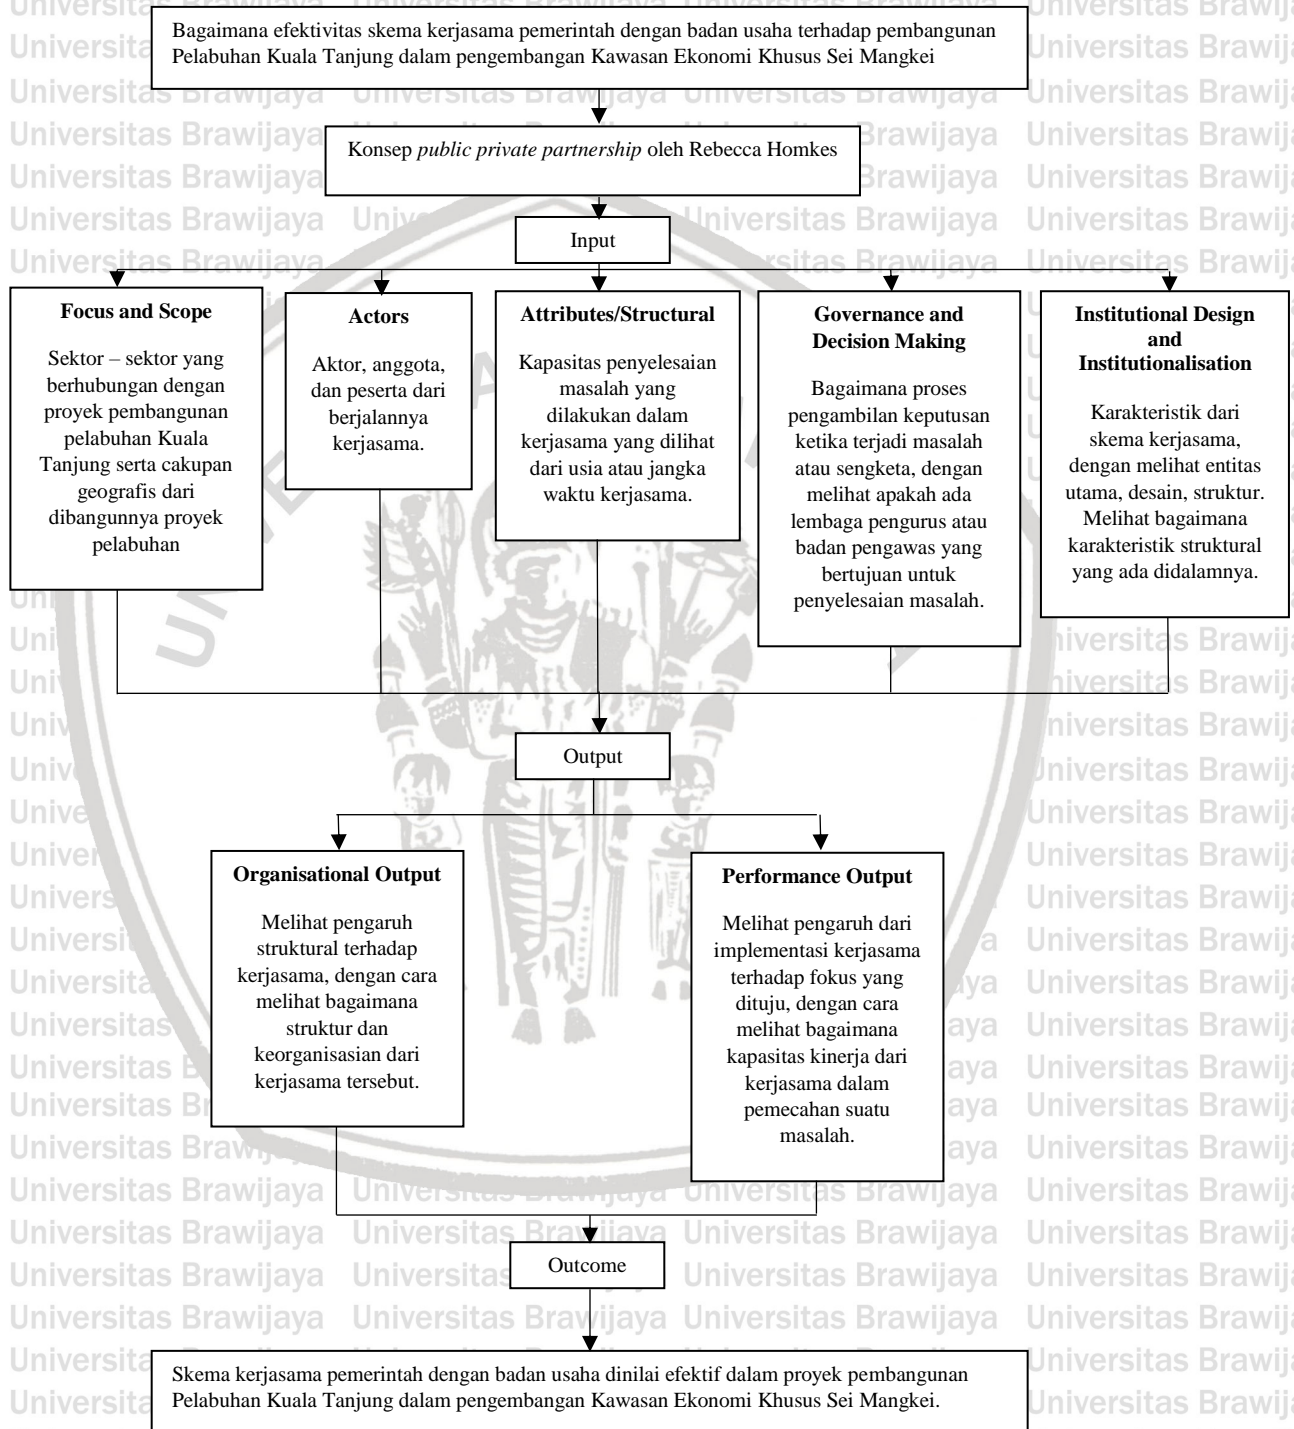 Bagaimana efektivitas skema kerjasama pemerintah dengan badan usaha terhadap pembangunan
Pelabuhan Kuala Tanjung dalam pengembangan Kawasan Ekonomi Khusus Sei Mangkei
Konsep public private partnership oleh Rebecca Homkes
Input
Focus and Scope
Sektor – sektor yang
berhubungan dengan
proyek pembangunan
pelabuhan Kuala
Tanjung serta cakupan
geografis dari
dibangunnya proyek
pelabuhan
Actors
Aktor, anggota,
dan peserta dari
berjalannya
kerjasama.
Attributes/Structural
Kapasitas penyelesaian
masalah yang
dilakukan dalam
kerjasama yang dilihat
dari usia atau jangka
waktu kerjasama.
Governance and
Decision Making
Bagaimana proses
pengambilan keputusan
ketika terjadi masalah
atau sengketa, dengan
melihat apakah ada
lembaga pengurus atau
badan pengawas yang
bertujuan untuk
penyelesaian masalah.
Institutional Design
and
Institutionalisation
Karakteristik dari
skema kerjasama,
dengan melihat entitas
utama, desain, struktur.
Melihat bagaimana
karakteristik struktural
yang ada didalamnya.
Output
Organisational Output
Melihat pengaruh
struktural terhadap
kerjasama, dengan cara
melihat bagaimana
struktur dan
keorganisasian dari
kerjasama tersebut.
Performance Output
Melihat pengaruh dari
implementasi kerjasama
terhadap fokus yang
dituju, dengan cara
melihat bagaimana
kapasitas kinerja dari
kerjasama dalam
pemecahan suatu
masalah.
Outcome
Skema kerjasama pemerintah dengan badan usaha dinilai efektif dalam proyek pembangunan
Pelabuhan Kuala Tanjung dalam pengembangan Kawasan Ekonomi Khusus Sei Mangkei.
Universitas Brawijaya